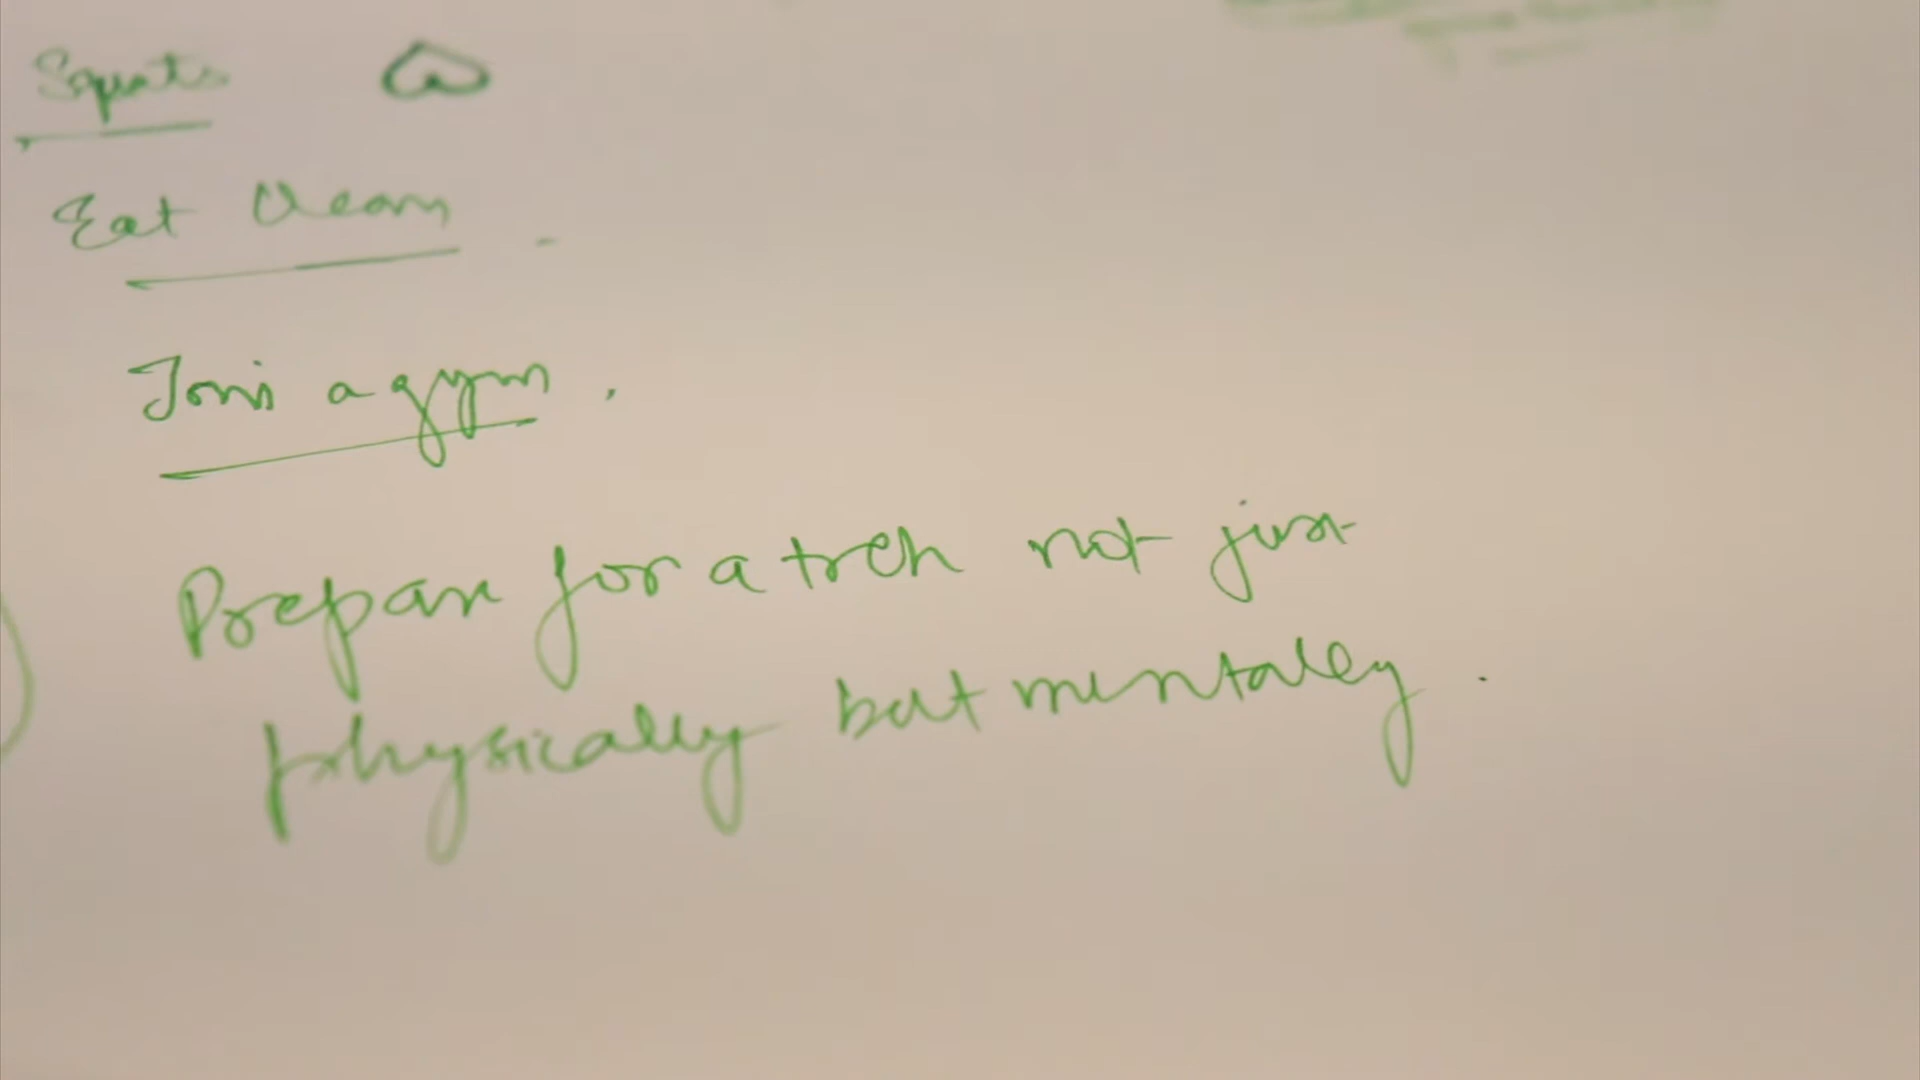 Squats
Eat Clean
Join a gym.
Prepare for a trek not just
physically but mentally.